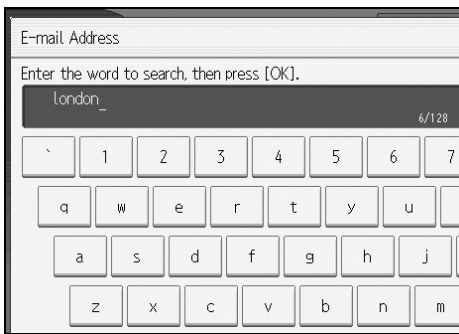 E-mail Address
Enter the word to search, then press [OK].
london_
6/128
` 1 2 3 4 5 6 7
q w e r t y u
a s d f g h j
z x c v b n m